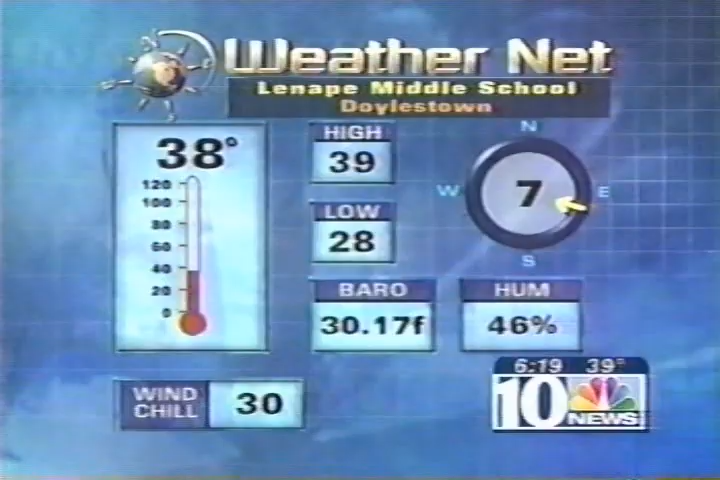 Weather Net
Lenape Middle School
Doylestown
38°
120
100
80
60
40
20
0
HIGH
39
LOW
28
N
W
7
E
S
BARO
30.17f
HUM
46%
WIND
CHILL
30
6:19 39°
10
NEWS